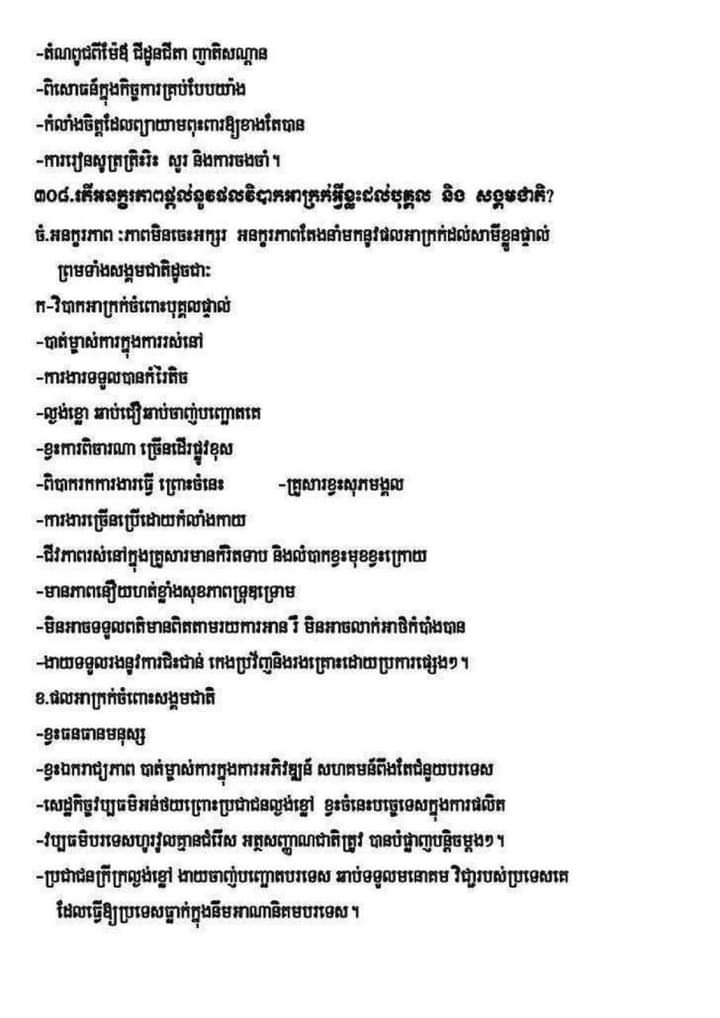 -តំណពូជពីម៉ែឪ ជីដូនជីតា ញាតិសណ្តាន
-ពិសោធន៍ក្នុងកិច្ចការគ្រប់បែបយ៉ាង
-កំលាំងចិត្តដែលព្យាយាមពុះពារឱ្យខាងតែបាន
-ការរៀនសូត្រត្រិះរិះ សួរ និងការចងចាំ។
៣០៨.តើអនក្ខរភាពផ្តល់នូវផលវិបាកអាក្រក់អ្វីខ្លះដល់បុគ្គល និង សង្គមជាតិ?
ចំ.អនក្ខរភាព ៈភាពមិនចេះអក្សរ អនក្ខរភាពតែងនាំមកនូវផលអាក្រក់ដល់សាមីខ្លួនផ្ទាល់
ព្រមទាំងសង្គមជាតិដូចជាៈ
ក-វិបាកអាក្រក់ចំពោះបុគ្គលផ្ទាល់
-បាត់ម្ចាស់ការក្នុងការរស់នៅ
-ការងារទទួលបានកំរៃតិច
-ល្ងង់ខ្លោ ឆាប់ជឿឆាប់ចាញ់បញ្ឆោតគេ
-ខ្វះការពិចារណា ច្រើនដើរផ្លូវខុស
-ពិបាករកការងារធ្វើ ព្រោះចំនេះ -គ្រួសារខ្វះសុភមង្គល
-ការងារច្រើនប្រើដោយកំលាំងកាយ
-ជីវភាពរស់នៅក្នុងគ្រួសារមានកំរិតទាប និងលំបាកខ្វះមុខខ្វះក្រោយ
-មានភាពនឿយហត់ខ្លាំងសុខភាពទ្រុឌទ្រោម
-មិនអាចទទួលពត៌មានពិតតាមរយការអាន រឺ មិនអាចលាក់អាថ៌កំបាំងបាន
-ងាយទទួលរងនូវការជិះជាន់ កេងប្រវ័ញនិងរងគ្រោះដោយប្រការផ្សេងៗ។
ខ.ផលអាក្រក់ចំពោះសង្គមជាតិ
-ខ្វះធនធានមនុស្ស
-ខ្វះឯករាជ្យភាព បាត់ម្ចាស់ការក្នុងការអភិវឌ្ឍន៍ សហគមន៍ពឹងតែជំនួយបរទេស
-សេដ្ឋកិច្ចវប្បធម៌អន់ថយព្រោះប្រជាជនល្ងង់ខ្លៅ ខ្វះចំនេះបច្ចេទេសក្នុងការផលិត
-វប្បធម៌បរទេសហូរវូលគ្មានជំរើស អត្តសញ្ញាណជាតិត្រូវ បានបំផ្លាញបន្តិចម្តងៗ។
-ប្រជាជនក្រីក្រល្ងង់ខ្លៅ ងាយចាញ់បញ្ឆោតបរទេស ឆាប់ទទួលមនោគម វិជា្ជរបស់ប្រទេសគេ
ដែលធ្វើឱ្យប្រទេសធ្លាក់ក្នុងនឹមអាណានិគមបរទេស។